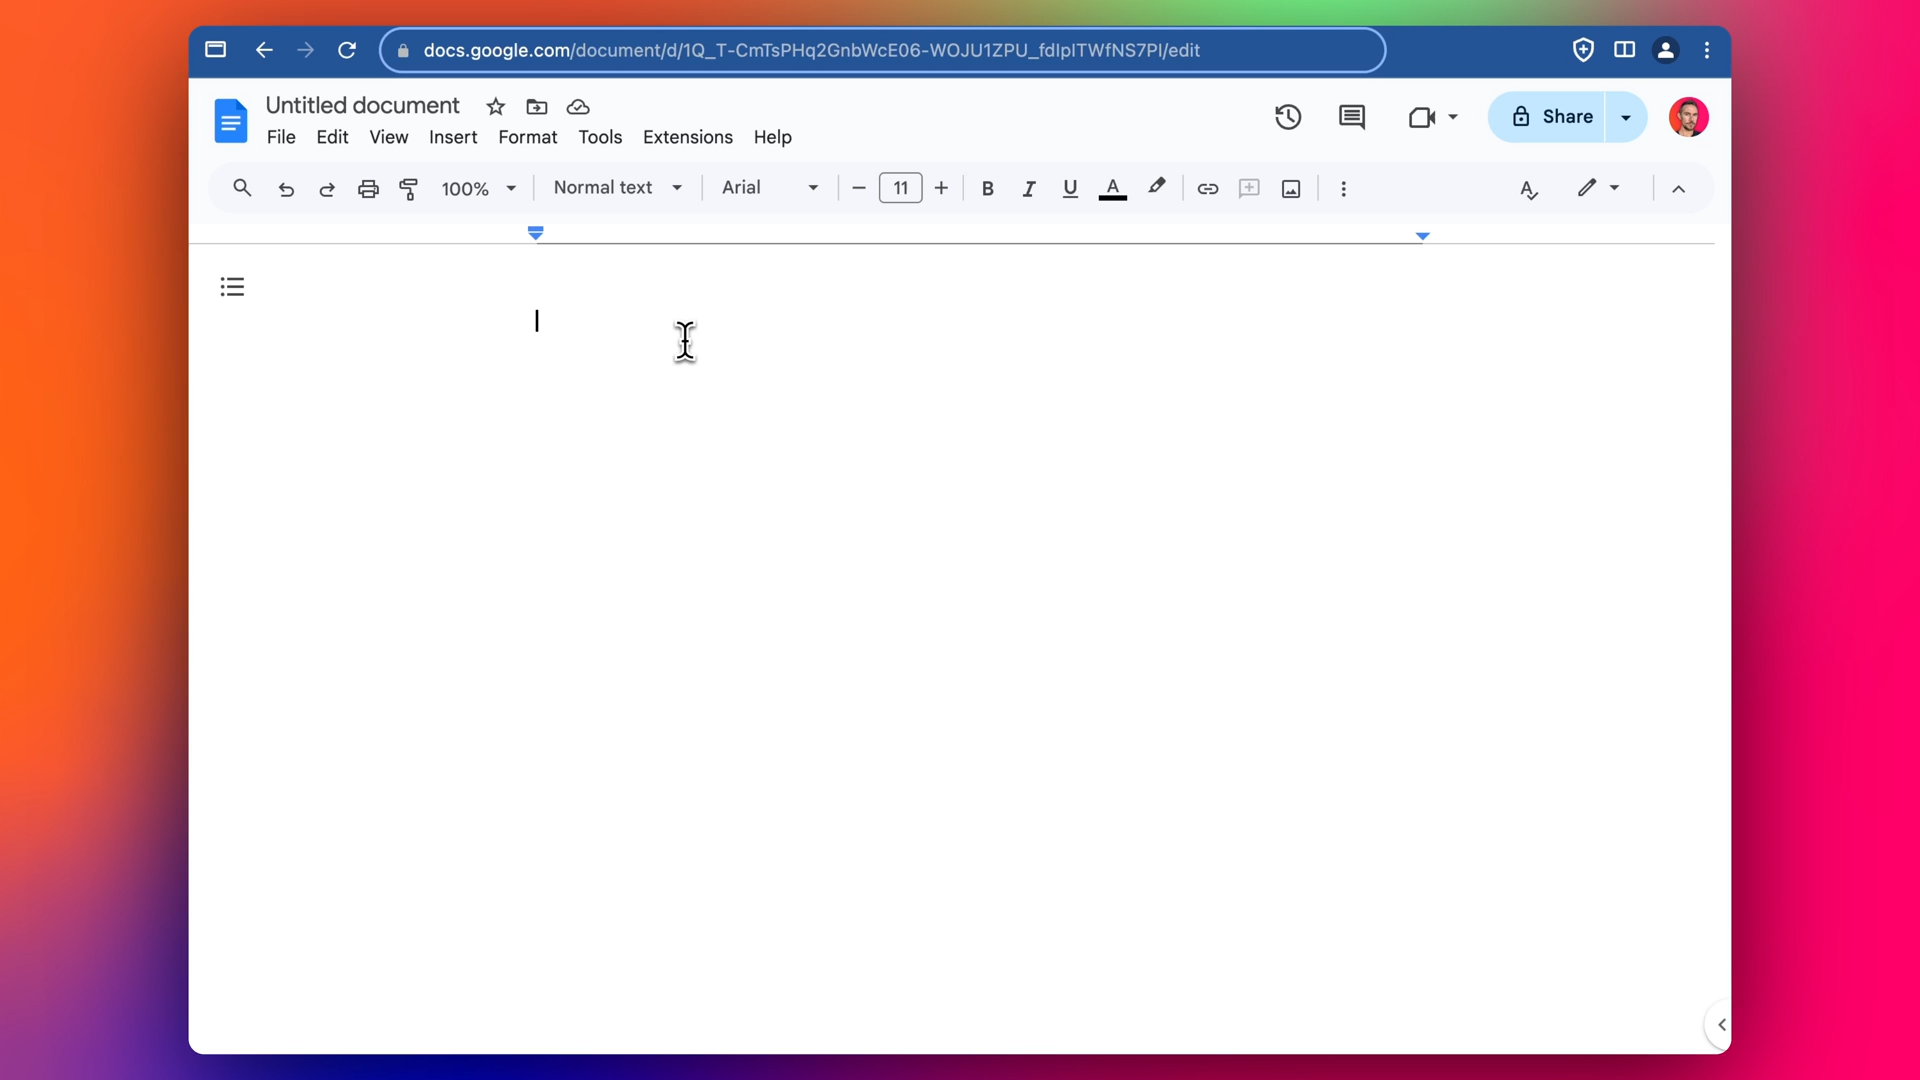 docs.google.com/document/d/1Q_T-CmTsPHq2GnbWcE06-WOJU1ZPU_fdIpITWfNS7PI/edit
Untitled document
File Edit View Insert Format Tools Extensions Help
Share
100% Normal text Arial 11 B I U A